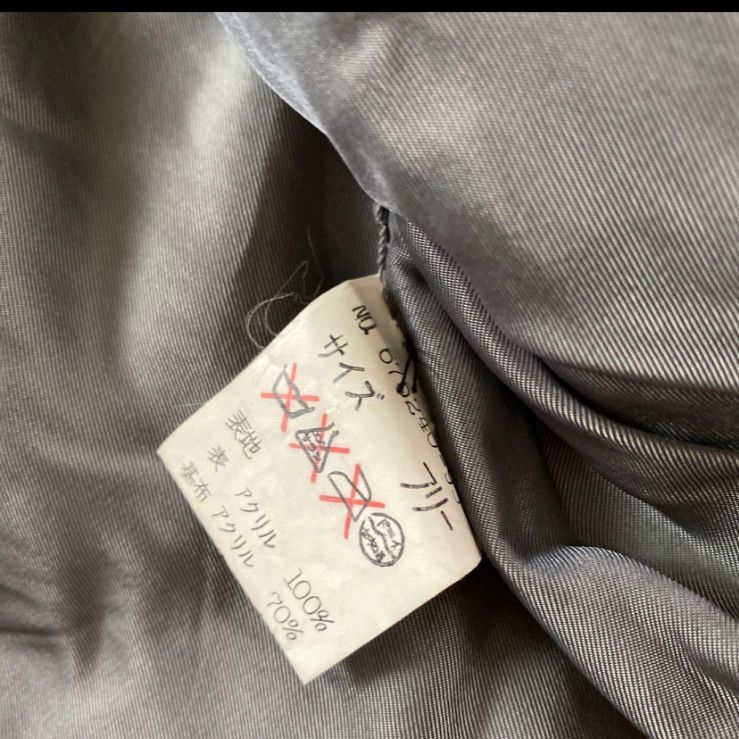 サイズ フリー
表地
表 アクリル 100%
基布 アクリル 70%